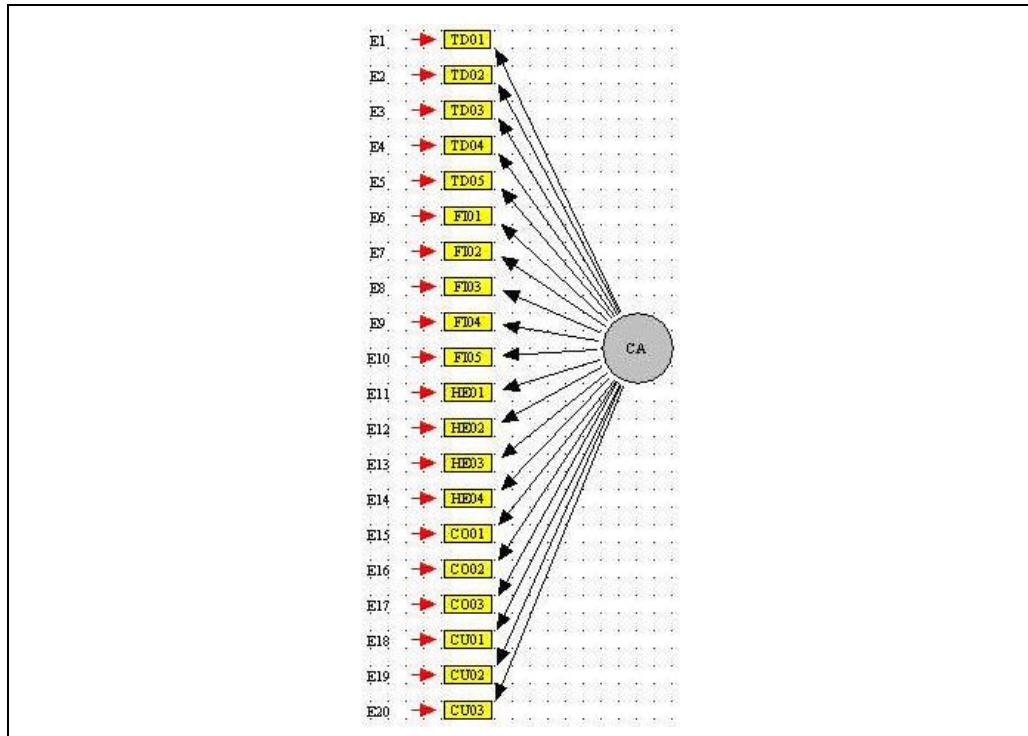 E1 TD01
E2 TD02
E3 TD03
E4 TD04
E5 TD05
E6 FI01
E7 FI02
E8 FI03
E9 FI04
E10 FI05
CA
E11 HE01
E12 HE02
E13 HE03
E14 HE04
E15 CO01
E16 CO02
E17 CO03
E18 CU01
E19 CU02
E20 CU03